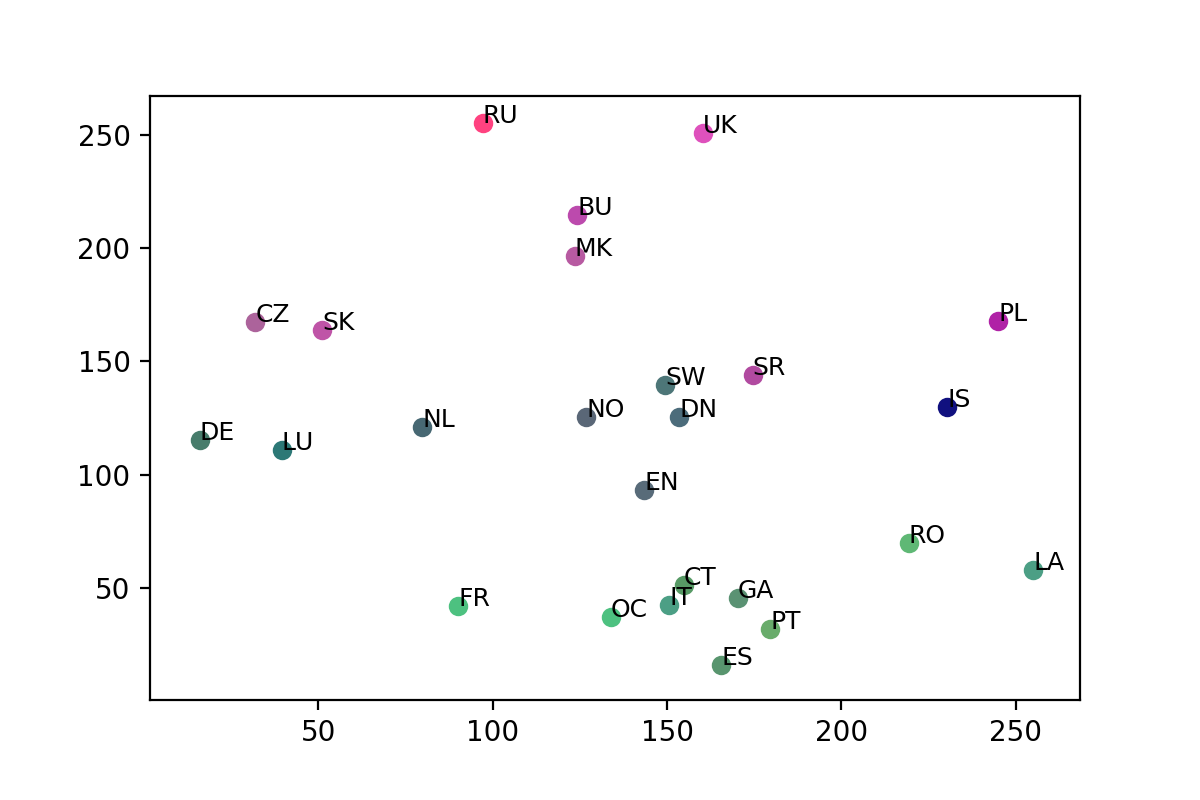 RU
UK
250
BU
200
MK
CZ
SK
PL
150
SR
SW
IS
NO
DN
NL
DE
LU
100
EN
RO
LA
50
CT
GA
IT
FR
OC
PT
ES
50 100 150 200 250